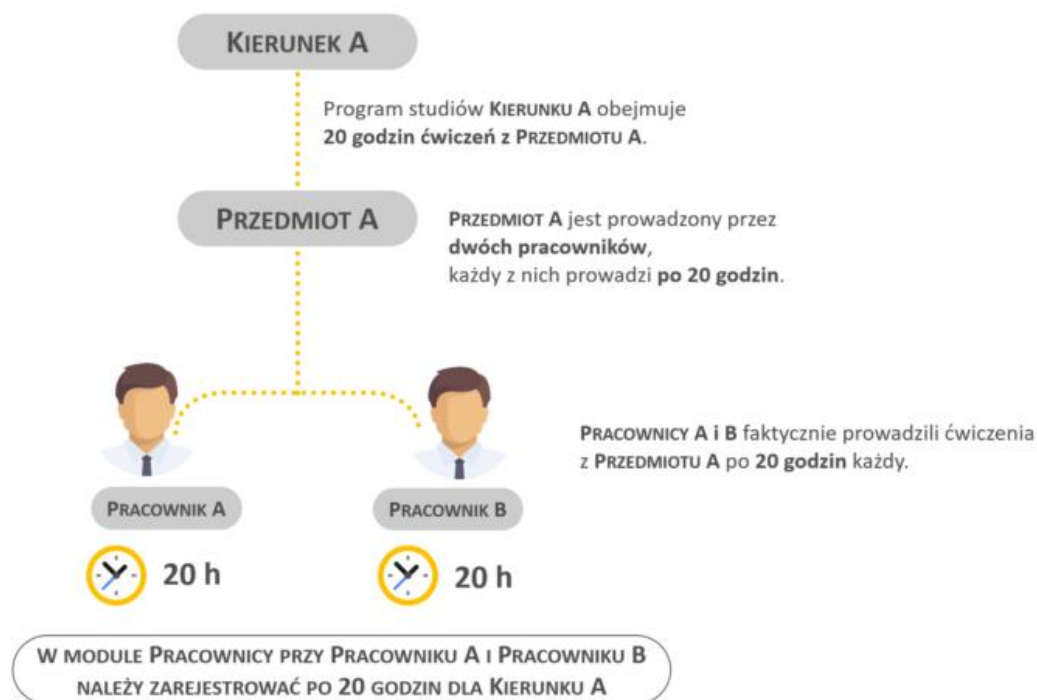 KIERUNEK A
Program studiów KIERUNKU A obejmuje
20 godzin ćwiczeń z PRZEDMIOTU A.
PRZEDMIOT A
PRZEDMIOT A jest prowadzony przez
dwóch pracowników,
każdy z nich prowadzi po 20 godzin.
PRACOWNICY A i B faktycznie prowadzili ćwiczenia
z PRZEDMIOTU A po 20 godzin każdy.
PRACOWNIK A
PRACOWNIK B
20 h
20 h
W MODULE PRACOWNICY PRZY PRACOWNIKU A I PRACOWNIKU B
NALEŻY ZAREJESTROWAĆ PO 20 GODZIN DLA KIERUNKU A